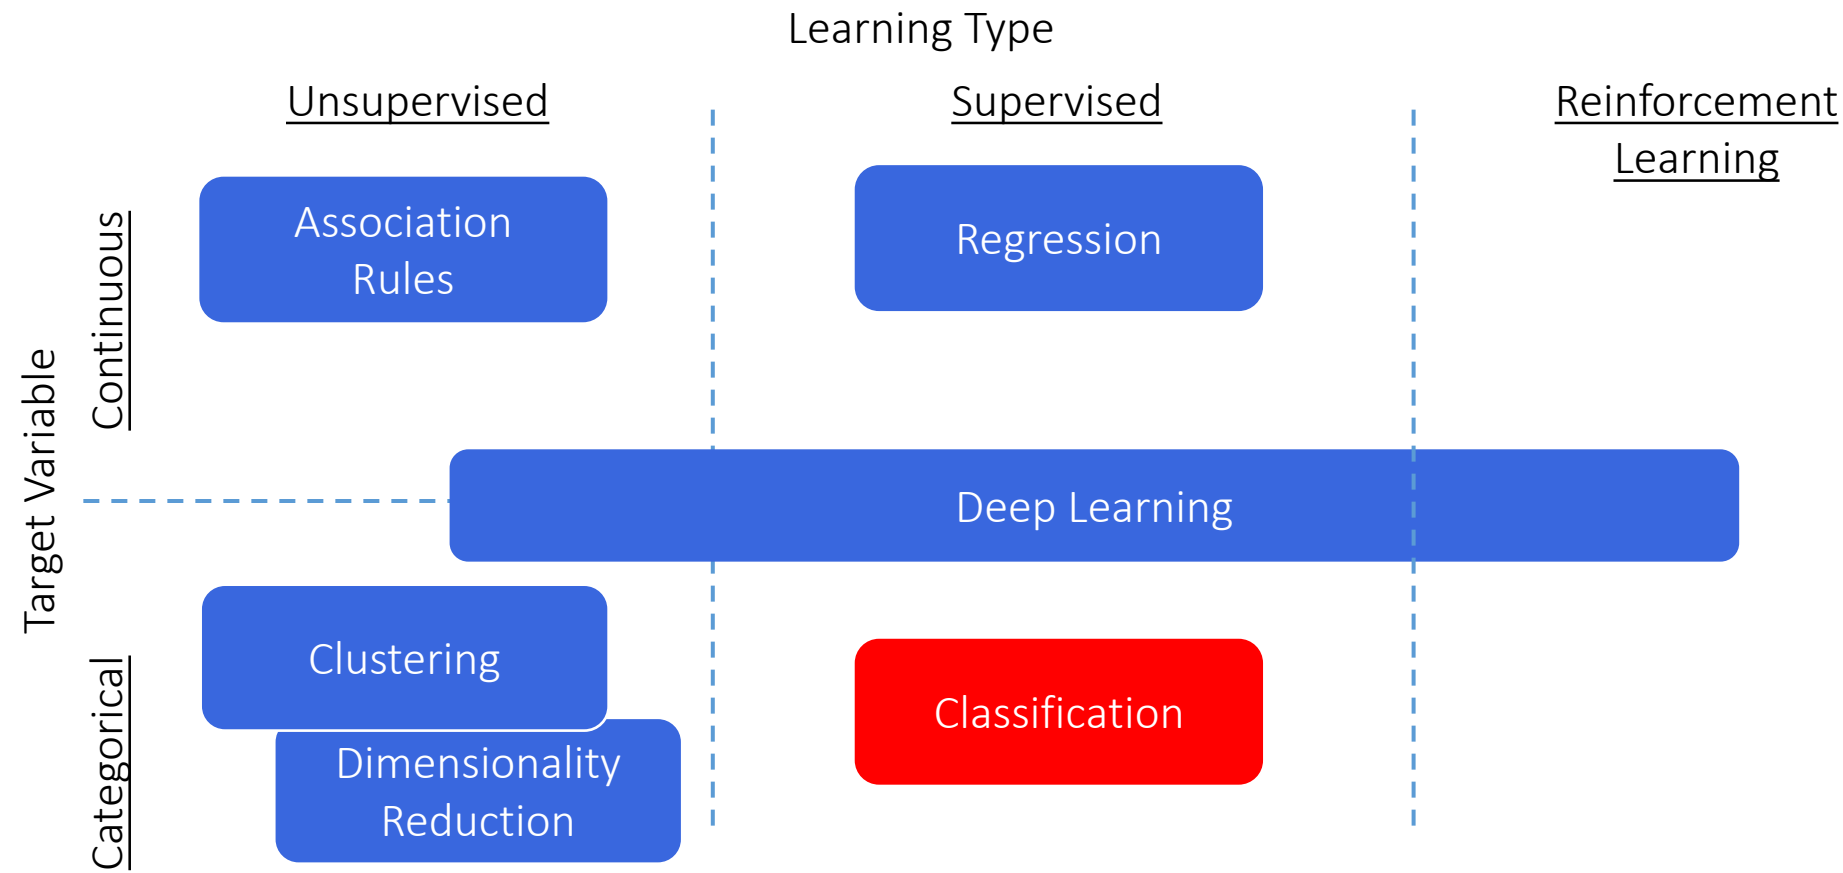 Learning Type
Unsupervised
Supervised
Reinforcement
Learning
Target Variable
Continuous
Association
Rules
Regression
Deep Learning
Categorical
Clustering
Dimensionality
Reduction
Classification